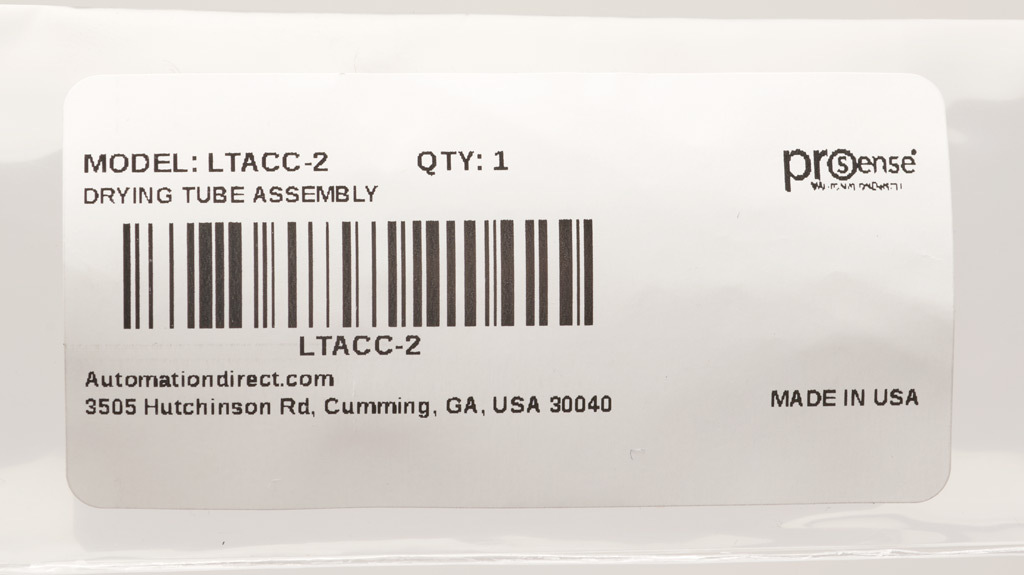 MODEL: LTACC-2 QTY: 1
prosense
DRYING TUBE ASSEMBLY
LTACC-2
Automationdirect.com
3505 Hutchinson Rd, Cumming, GA, USA 30040
MADE IN USA